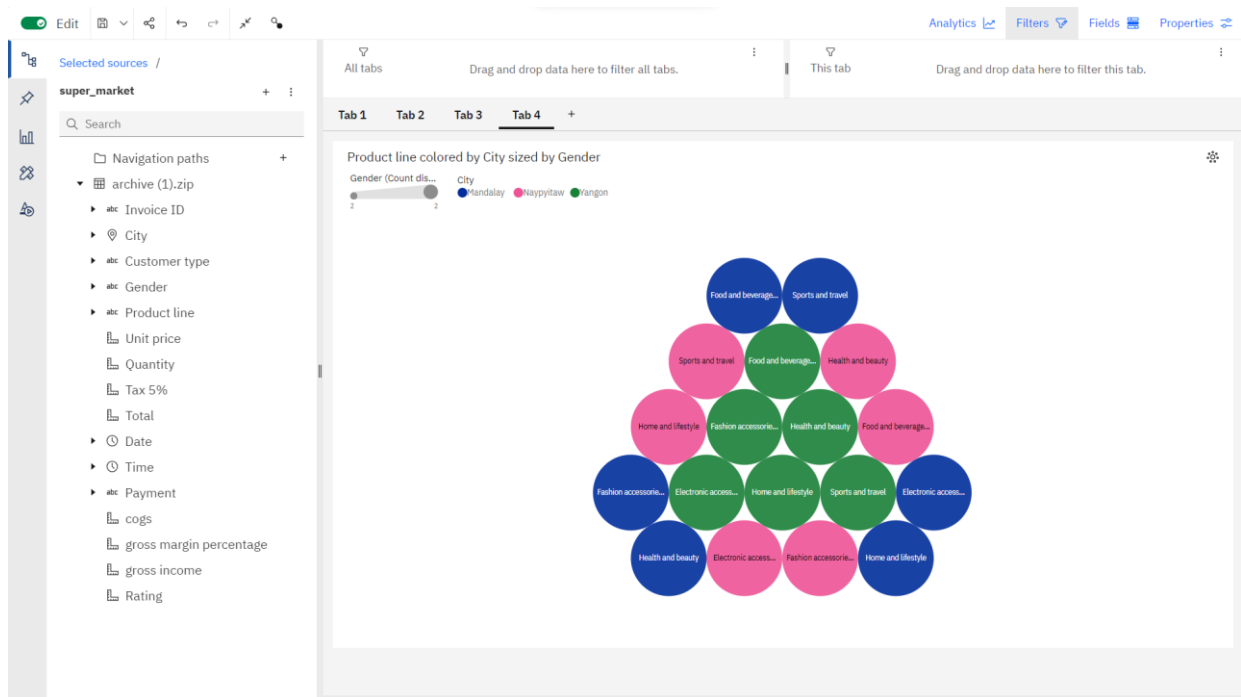 Edit
Analytics
Filters
Fields
Properties
Selected sources /
super_market
Search
Navigation paths
archive (1).zip
abc Invoice ID
City
abc Customer type
abc Gender
abc Product line
Unit price
Quantity
Tax 5%
Total
Date
Time
abc Payment
cogs
gross margin percentage
gross income
Rating
All tabs
Drag and drop data here to filter all tabs.
This tab
Drag and drop data here to filter this tab.
Tab 1 Tab 2 Tab 3 Tab 4 +
Product line colored by City sized by Gender
Gender (Count dis...
2 2
City
Mandalay Naypyitaw Yangon
Food and beverage... Sports and travel
Sports and travel Food and beverage... Health and beauty
Home and lifestyle Fashion accessorie... Health and beauty Food and beverage...
Fashion accessorie... Electronic access... Home and lifestyle Sports and travel Electronic access...
Health and beauty Electronic access... Fashion accessorie... Home and lifestyle